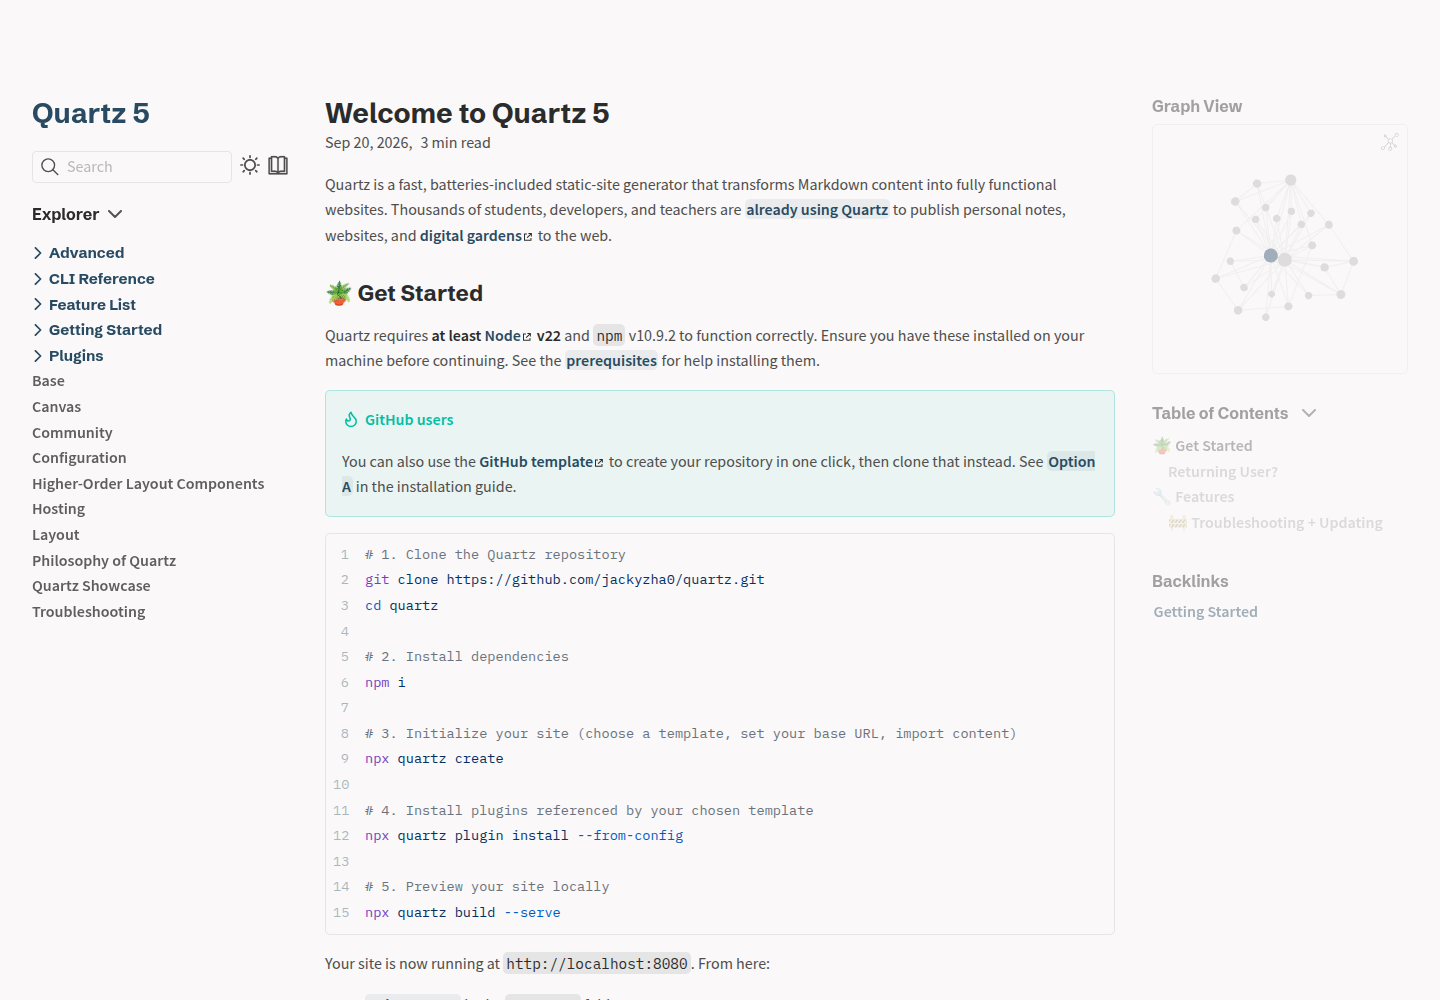 Quartz 5
Search
Explorer
Advanced
CLI Reference
Feature List
Getting Started
Plugins
Base
Canvas
Community
Configuration
Higher-Order Layout Components
Hosting
Layout
Philosophy of Quartz
Quartz Showcase
Troubleshooting
Welcome to Quartz 5
Sep 20, 2026, 3 min read
Quartz is a fast, batteries-included static-site generator that transforms Markdown content into fully functional
websites. Thousands of students, developers, and teachers are already using Quartz to publish personal notes,
websites, and digital gardens to the web.
🪴 Get Started
Quartz requires at least Node v22 and npm v10.9.2 to function correctly. Ensure you have these installed on your
machine before continuing. See the prerequisites for help installing them.
GitHub users
You can also use the GitHub template to create your repository in one click, then clone that instead. See Option
A in the installation guide.
1 # 1. Clone the Quartz repository
2 git clone https://github.com/jackyzha0/quartz.git
3 cd quartz
4
5 # 2. Install dependencies
6 npm i
7
8 # 3. Initialize your site (choose a template, set your base URL, import content)
9 npx quartz create
10
11 # 4. Install plugins referenced by your chosen template
12 npx quartz plugin install --from-config
13
14 # 5. Preview your site locally
15 npx quartz build --serve
Your site is now running at http://localhost:8080. From here:
Graph View
Table of Contents
🪴 Get Started
Returning User?
🔧 Features
🚧 Troubleshooting + Updating
Backlinks
Getting Started